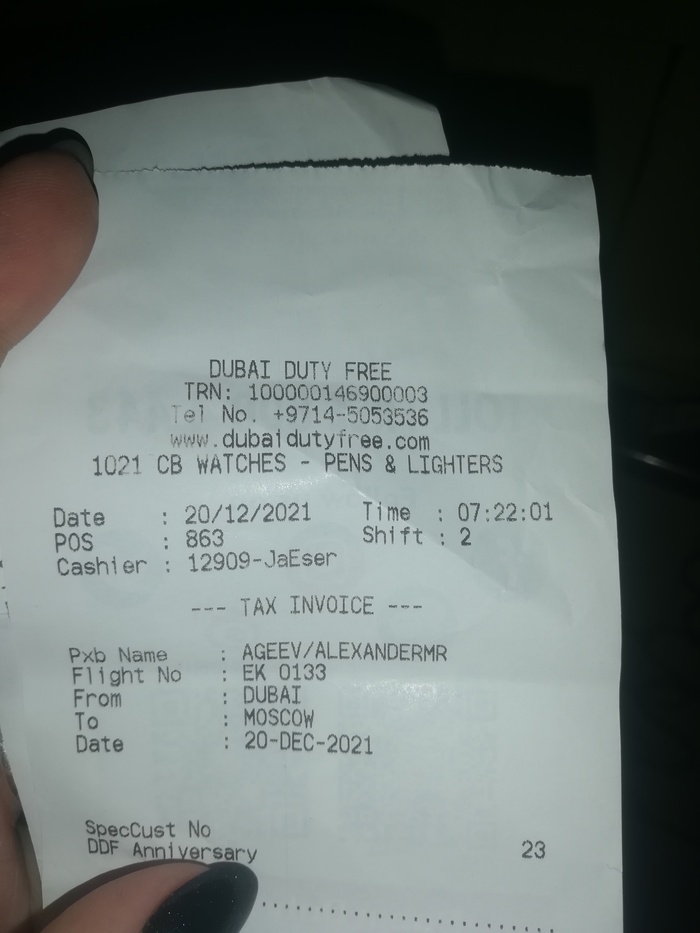 DUBAI DUTY FREE
TRN: 100000146900003
Tel No. +9714-5053536
www.dubaidutyfree.com
1021 CB WATCHES - PENS & LIGHTERS
Date : 20/12/2021 Time : 07:22:01
POS : 863 Shift : 2
Cashier : 12909-JaEser
--- TAX INVOICE ---
Pxb Name : AGEEV/ALEXANDERMR
Flight No : EK 0133
From : DUBAI
To : MOSCOW
Date : 20-DEC-2021
SpecCust No
DDF Anniversary 23